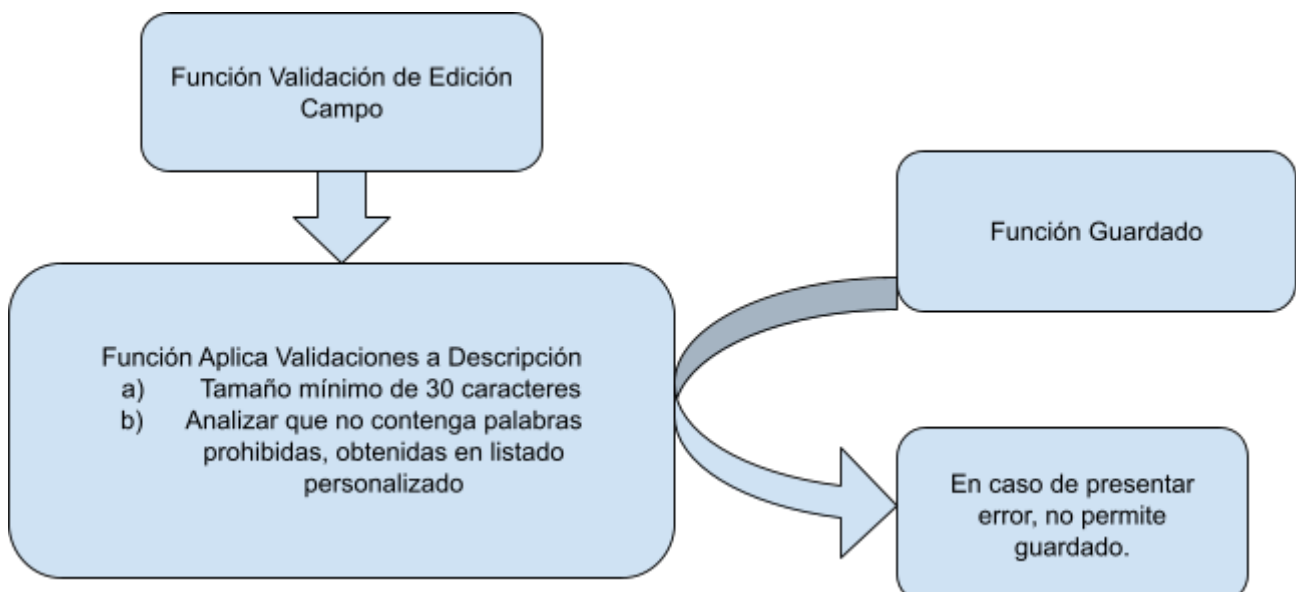 Función Validación de Edición
Campo
Función Guardado
Función Aplica Validaciones a Descripción
a) Tamaño mínimo de 30 caracteres
b) Analizar que no contenga palabras
prohibidas, obtenidas en listado
personalizado
En caso de presentar
error, no permite
guardado.